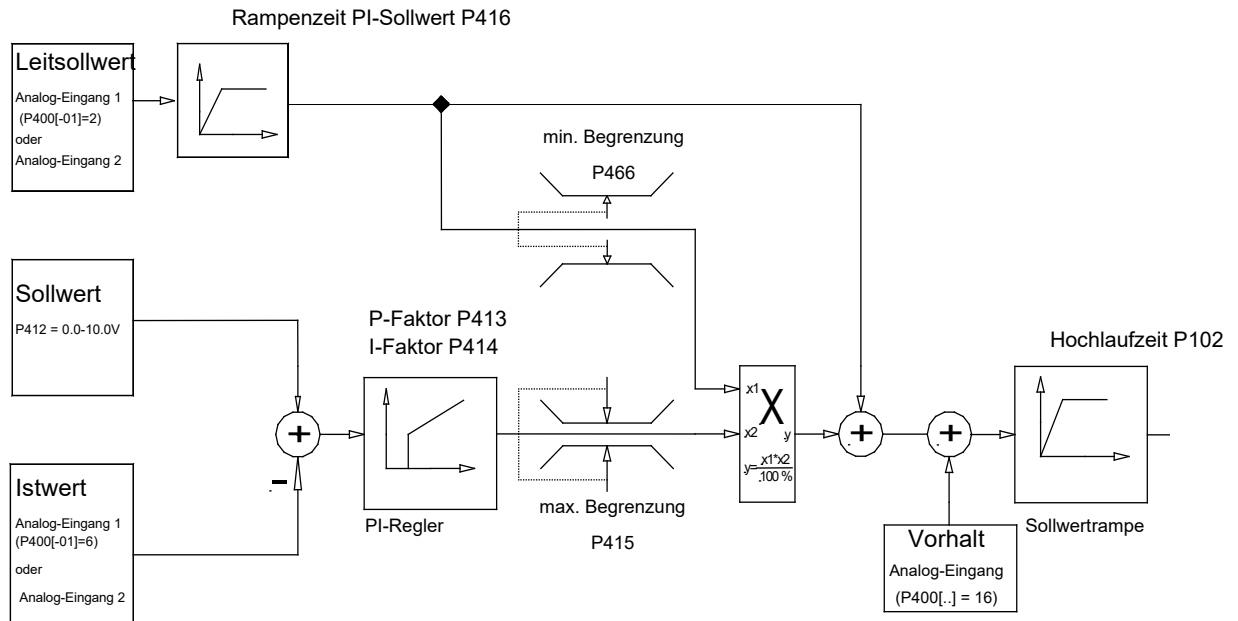 Rampenzeit PI-Sollwert P416
Leitsollwert
Analog-Eingang 1
(P400[-01]=2)
oder
Analog-Eingang 2
min. Begrenzung
P466
Sollwert
P412 = 0.0-10.0V
P-Faktor P413
I-Faktor P414
Hochlaufzeit P102
x1
X
x2
y
y=x1*x2
100 %
+
+
+
-
Istwert
Analog-Eingang 1
(P400[-01]=6)
oder
Analog-Eingang 2
PI-Regler
max. Begrenzung
P415
Vorhalt
Analog-Eingang
(P400[..] = 16)
Sollwertrampe